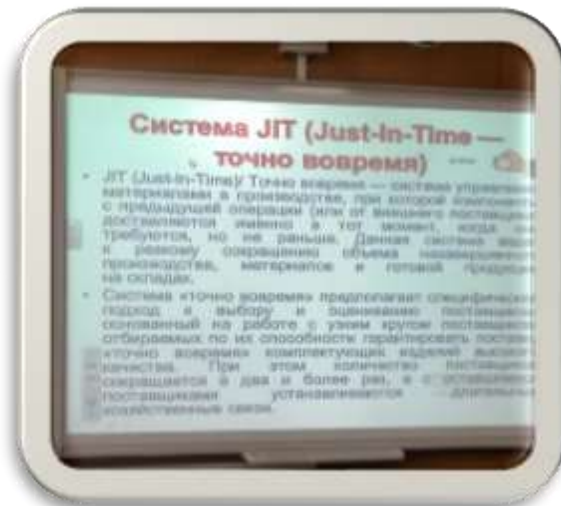 Система JIT (Just-In-Time —
точно вовремя)
• JIT (Just-In-Time)/ Точно вовремя — система
материалами в производстве, при которой
с предыдущей операции (или от внешнего
доставляются именно в тот момент, когда
требуются, но не раньше. Данная система
к резкому сокращению объема
производства, материалов и готовой
на складах.
• Система «точно вовремя» предполагает
подход к выбору и оцениванию
основанный на работе с узким кругом
отбираемых по их способности гарантировать
«точно вовремя» комплектующих изделий
качества. При этом количество
сокращается в два и более раз, а с
поставщиками устанавливаются
хозяйственные связи.